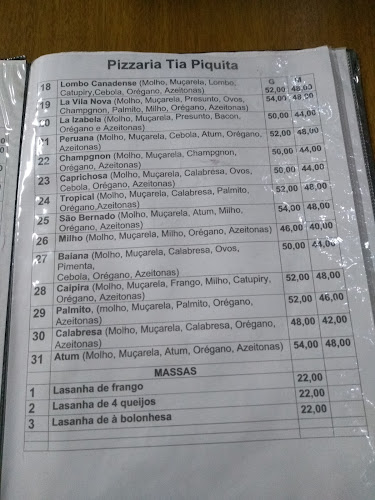 Pizzaria Tia Piquita
G M
18 Lombo Canadense (Molho, Muçarela, Lombo,
Catupiry,Cebola, Orégano, Azeitonas) 52,00 48,00
19 La Vila Nova (Molho, Muçarela, Presunto, Ovos,
Champgnon, Palmito, Milho, Orégano, Azeitonas) 54,00 48,00
20 La Izabela (Molho, Muçarela, Presunto, Bacon,
Orégano e Azeitonas) 50,00 44,00
21 Peruana (Molho, Muçarela, Cebola, Atum, Orégano,
Azeitonas) 52,00 48,00
22 Champgnon (Molho, Muçarela, Champgnon,
Orégano, Azeitonas) 50,00 44,00
23 Caprichosa (Molho, Muçarela, Calabresa, Ovos,
Cebola, Orégano, Azeitonas) 50,00 44,00
24 Tropical (Molho, Muçarela, Calabresa, Palmito,
Orégano,Azeitonas) 52,00 48,00
25 São Bernado (Molho, Muçarela, Atum, Milho,
Orégano, Azeitonas) 54,00 48,00
26 Milho (Molho, Muçarela, Milho, Orégano, Azeitonas) 46,00 40,00
27 Baiana (Molho, Muçarela, Calabresa, Ovos,
Pimenta,
Cebola, Orégano, Azeitonas) 50,00 44,00
28 Caipira (Molho, Muçarela, Frango, Milho, Catupiry,
Orégano, Azeitonas) 52,00 48,00
29 Palmito, (molho, Muçarela, Palmito, Orégano,
Azeitonas) 52,00 46,00
30 Calabresa (Molho, Muçarela, Calabresa, Orégano,
Azeitonas) 48,00 42,00
31 Atum (Molho, Muçarela, Atum, Orégano, Azeitonas) 54,00 48,00
MASSAS
1 Lasanha de frango 22,00
2 Lasanha de 4 queijos 22,00
3 Lasanha de à bolonhesa 22,00